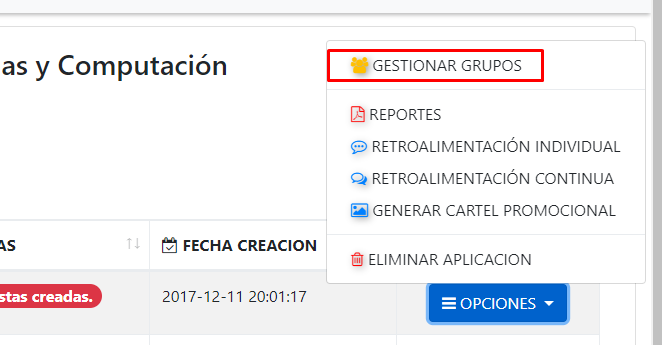 as y Computación
GESTIONAR GRUPOS
REPORTES
RETROALIMENTACIÓN INDIVIDUAL
RETROALIMENTACIÓN CONTINUA
GENERAR CARTEL PROMOCIONAL
ELIMINAR APLICACION
AS
FECHA CREACION
stas creadas.
2017-12-11 20:01:17
OPCIONES